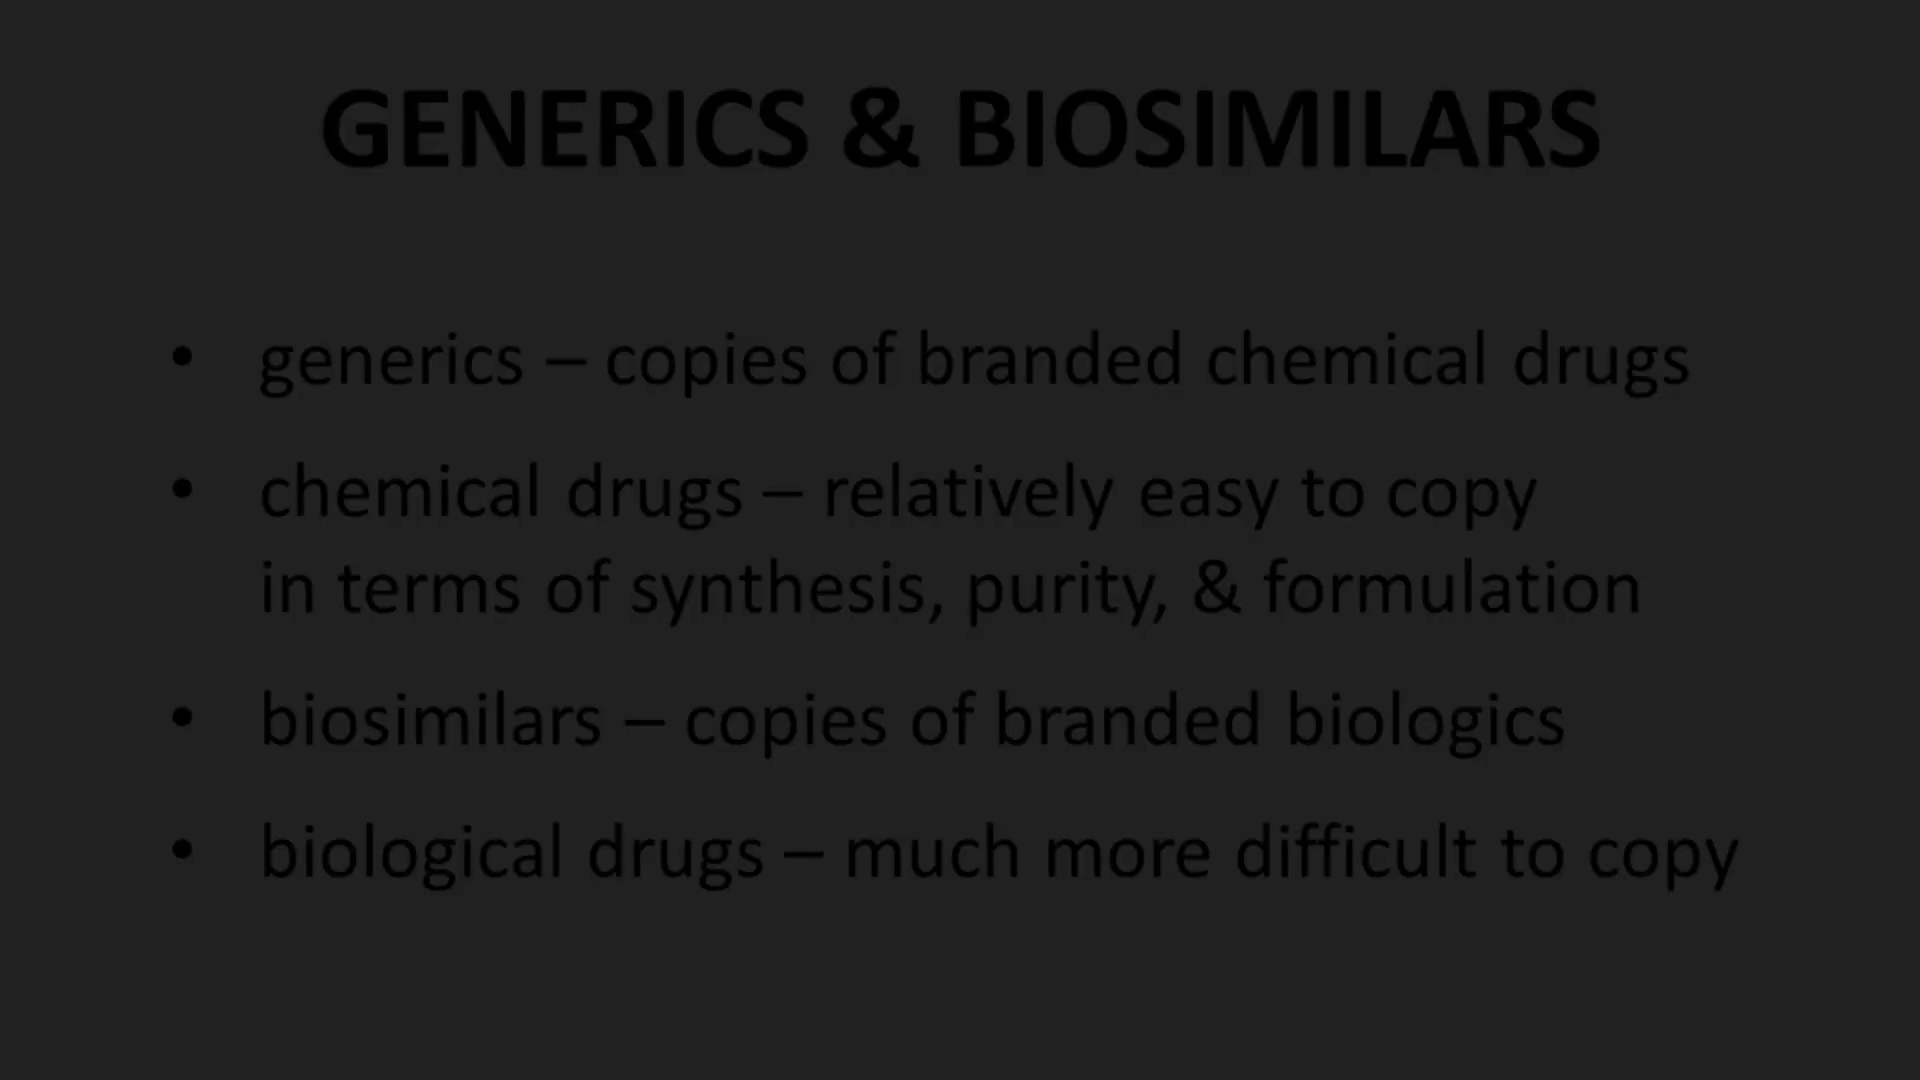 GENERICS & BIOSIMILARS
• generics – copies of branded chemical drugs
• chemical drugs – relatively easy to copy
in terms of synthesis, purity, & formulation
• biosimilars – copies of branded biologics
• biological drugs – much more difficult to copy